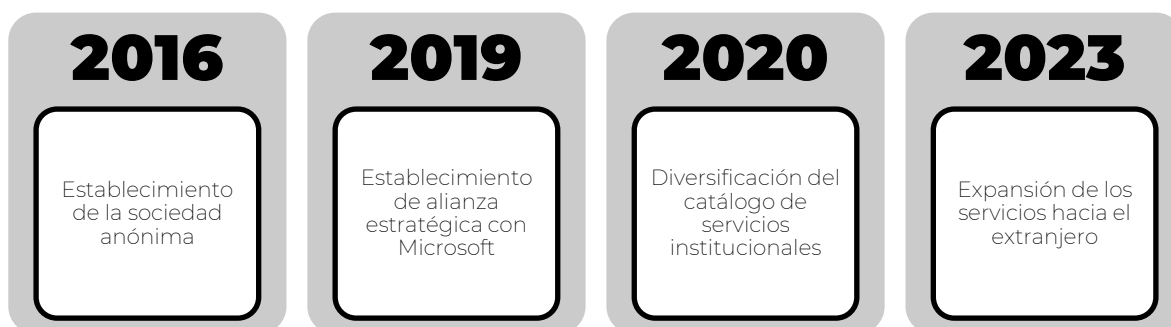 2016
Establecimiento
de la sociedad
anónima
2019
Establecimiento
de alianza
estratégica con
Microsoft
2020
Diversificación del
catálogo de
servicios
institucionales
2023
Expansión de los
servicios hacia el
extranjero